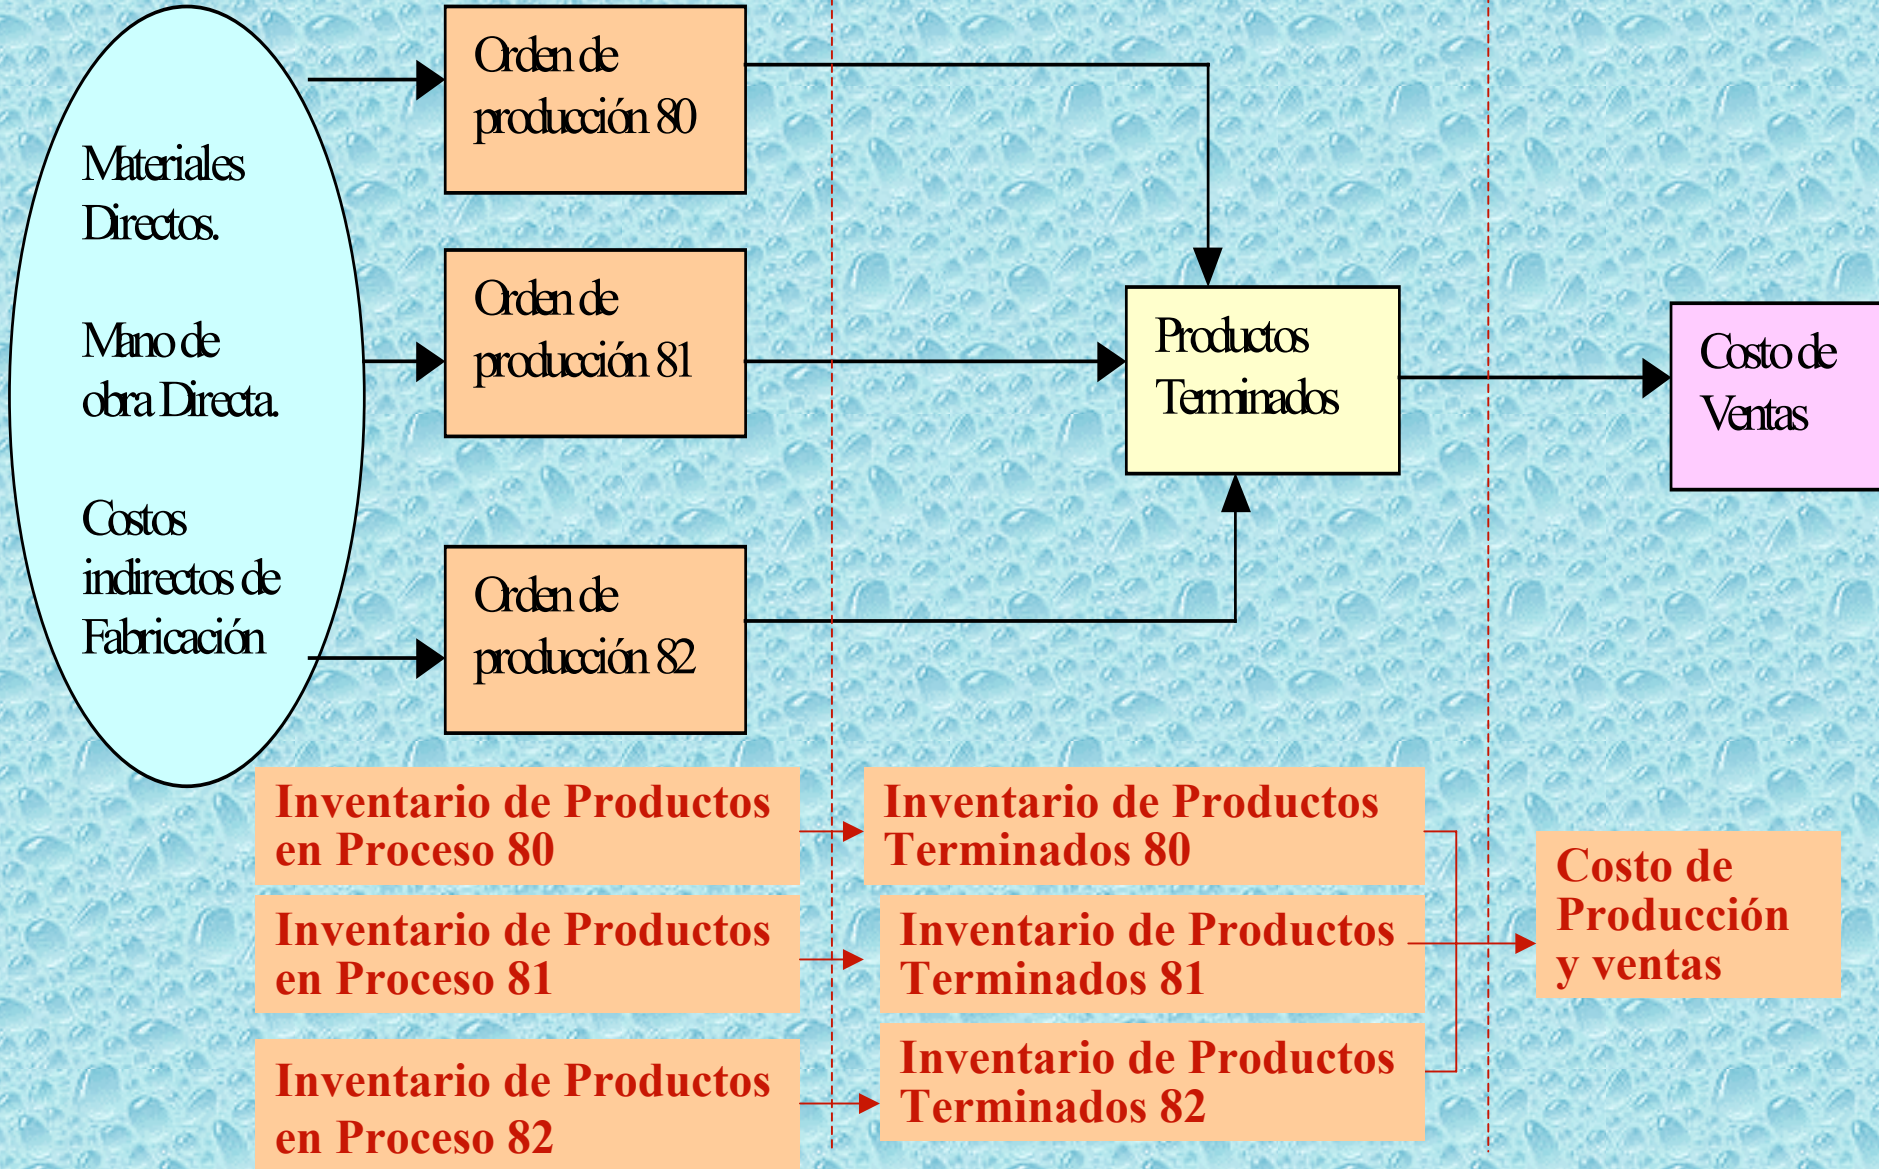 Materiales
Directos.
Mano de
obra Directa.
Costos
indirectos de
Fabricación
Orden de
producción 80
Orden de
producción 81
Orden de
producción 82
Productos
Terminados
Costo de
Ventas
Inventario de Productos
en Proceso 80
Inventario de Productos
Terminados 80
Inventario de Productos
en Proceso 81
Inventario de Productos
Terminados 81
Inventario de Productos
en Proceso 82
Inventario de Productos
Terminados 82
Costo de
Producción
y ventas